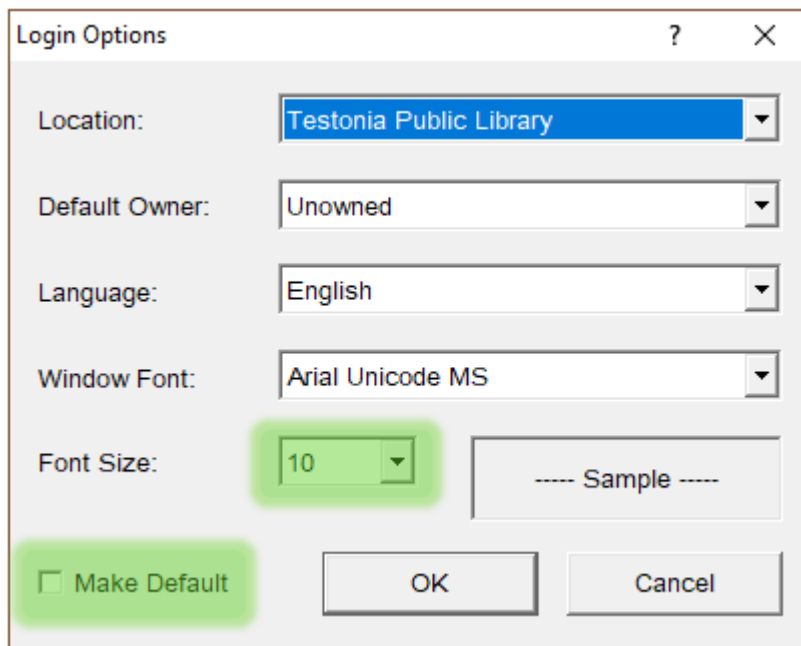 Login Options ?
Location: Testonia Public Library
Default Owner: Unowned
Language: English
Window Font: Arial Unicode MS
Font Size: 10 ----- Sample -----
Make Default OK Cancel